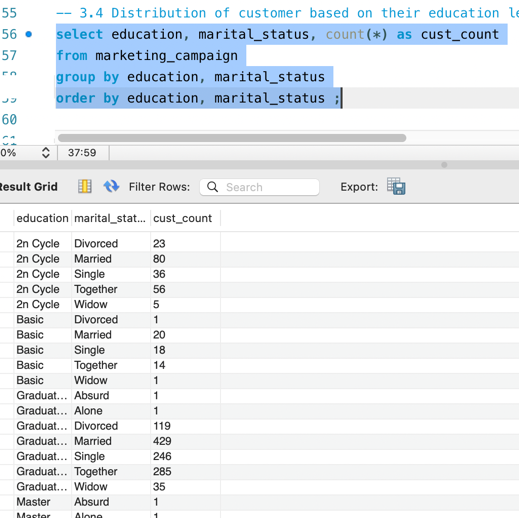 55 -- 3.4 Distribution of customer based on their education le
56 select education, marital_status, count(*) as cust_count
57 from marketing_campaign
group by education, marital_status
order by education, marital_status ;
60
0% 37:59
Result Grid Filter Rows: Search Export:
education marital_stat... cust_count
2n Cycle Divorced 23
2n Cycle Married 80
2n Cycle Single 36
2n Cycle Together 56
2n Cycle Widow 5
Basic Divorced 1
Basic Married 20
Basic Single 18
Basic Together 14
Basic Widow 1
Graduat... Absurd 1
Graduat... Alone 1
Graduat... Divorced 119
Graduat... Married 429
Graduat... Single 246
Graduat... Together 285
Graduat... Widow 35
Master Absurd 1
Master Alone 1